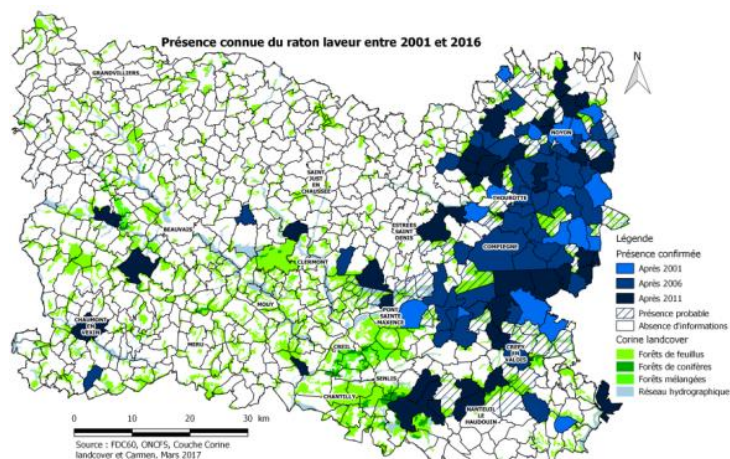 Présence connue du raton laveur entre 2001 et 2016
N
GRANDVILLIERS
NOYON
SAINT
JUST
EN
CHAUSSEE
THOUROTTE
BEAUVAIS
ESTREES
SAINT
DENIS
COMPIEGNE
CLERMONT
MOUY
PONT
SAINTE
MAXENCE
CHAUMONT
EN
VEXIN
MERU
CREIL
CREPY
EN
VALOIS
SENLIS
CHANTILLY
NANTEUIL
LE
HAUDOUIN
Légende
Présence confirmée
Après 2001
Après 2006
Après 2011
Présence probable
Absence d'informations
Corine landcover
Forêts de feuillus
Forêts de conifères
Forêts mélangées
Réseau hydrographique
0 10 20 30 km
Source : FDC60, ONCFS, Couche Corine
landcover et Carmen, Mars 2017